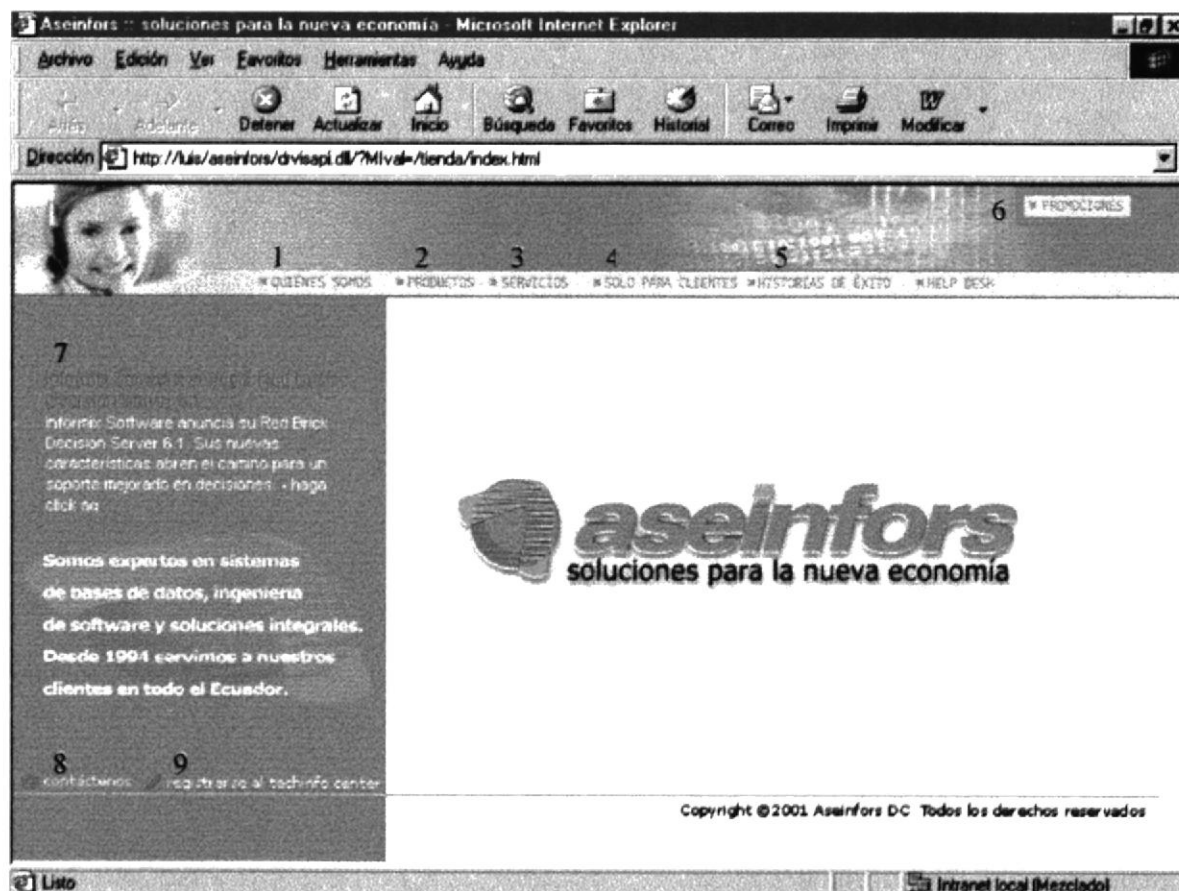 Aseinfors :: soluciones para la nueva economía - Microsoft Internet Explorer
Archivo Edición Ver Favoritos Herramientas Ayuda
Atrás Adelante Detener Actualizar Inicio Búsqueda Favoritos Historial Correo Imprimir Modificar
Dirección http://luis/aseinfors/drvisapi.dll/?MIval=/tienda/index.html
6 PROMOCIONES
1 2 3 4 5
QUIENES SOMOS PRODUCTOS SERVICIOS SOLO PARA CLIENTES HISTORIAS DE ÉXITO HELP DESK
7
Informix Software anuncia su Red Brick
Decision Server 6.1. Sus nuevas
características abren el camino para un
soporte mejorado en decisiones. - haga
click aq
Somos expertos en sistemas
de bases de datos, ingeniería
de software y soluciones integrales.
Desde 1994 servimos a nuestros
clientes en todo el Ecuador.
aseinfors
soluciones para la nueva economía
8 9
contáctenos registrarse al techinfo center
Copyright ©2001 Aseinfors DC Todos los derechos reservados
Listo Intranet local (Mezclado)